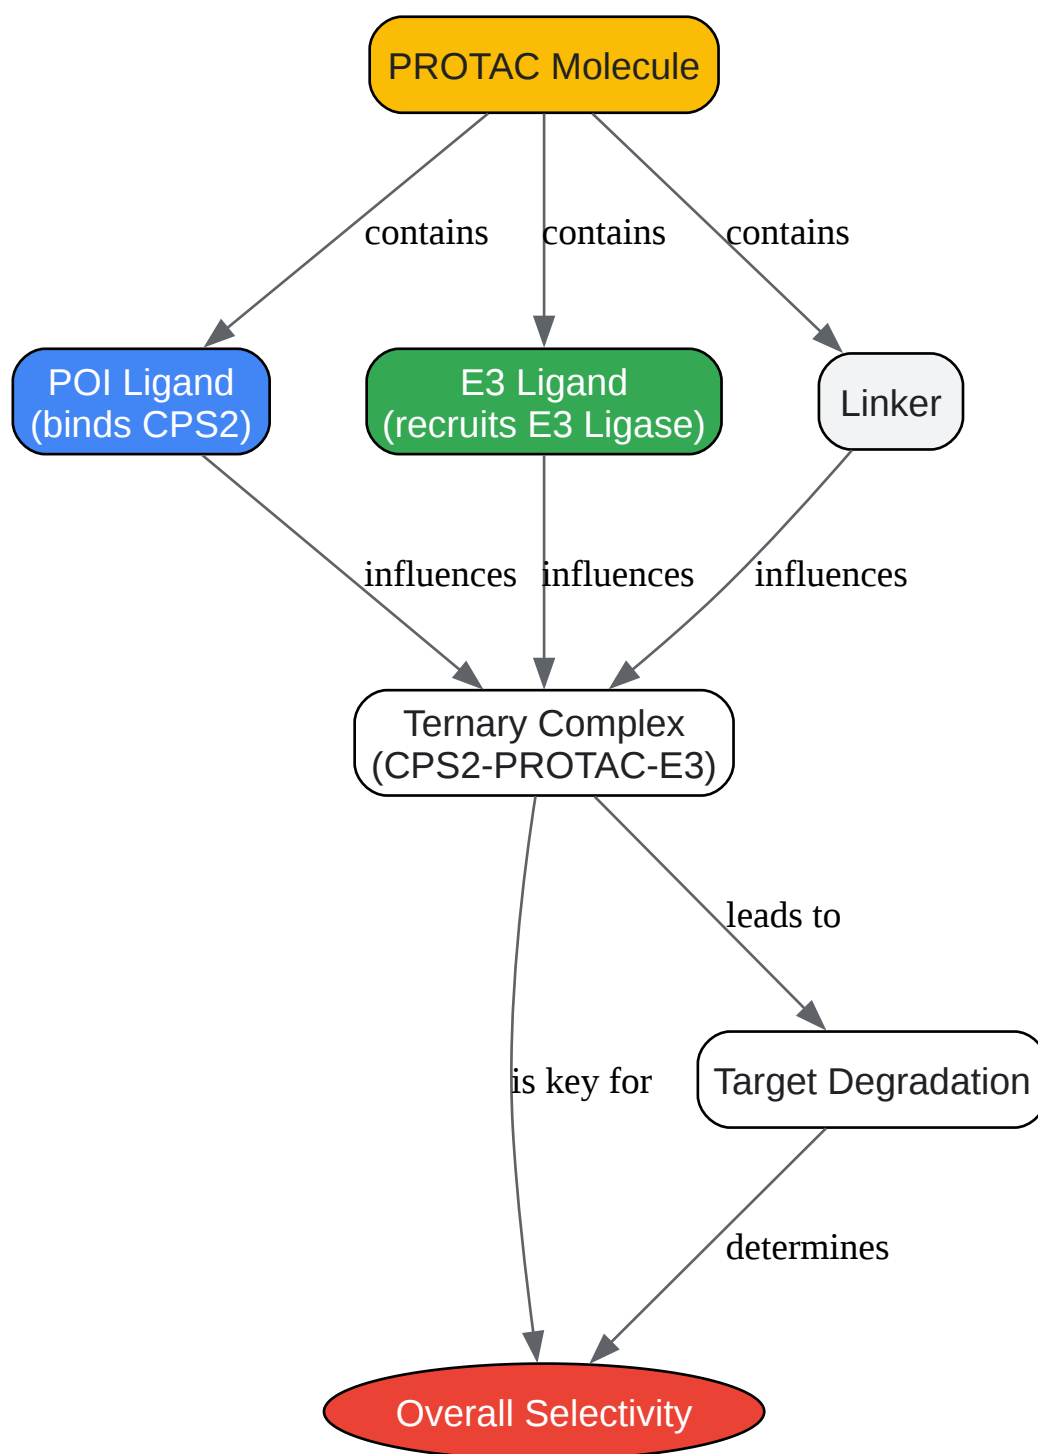 PROTAC Molecule
contains
contains
contains
POI Ligand
(binds CPS2)
E3 Ligand
(recruits E3 Ligase)
Linker
influences
influences
influences
Ternary Complex
(CPS2-PROTAC-E3)
leads to
is key for
Target Degradation
determines
Overall Selectivity